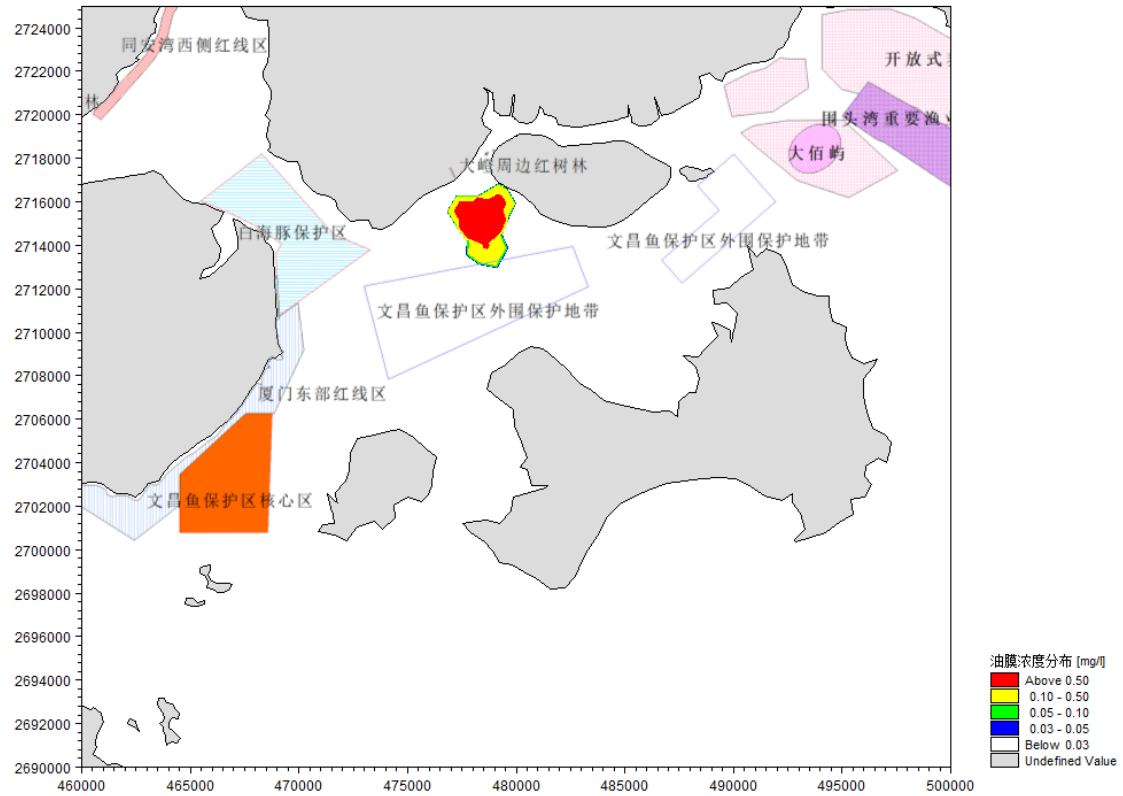 2724000
2722000
2720000
2718000
2716000
2714000
2712000
2710000
2708000
2706000
2704000
2702000
2700000
2698000
2696000
2694000
2692000
2690000
460000
465000
470000
475000
480000
485000
490000
495000
500000
同安湾西侧红线区
开放式
林
围头湾重要渔
大佰屿
大嶝周边红树林
白海豚保护区
文昌鱼保护区外围保护地带
文昌鱼保护区外围保护地带
厦门东部红线区
文昌鱼保护区核心区
油膜浓度分布 [mg/l]
Above 0.50
0.10 - 0.50
0.05 - 0.10
0.03 - 0.05
Below 0.03
Undefined Value